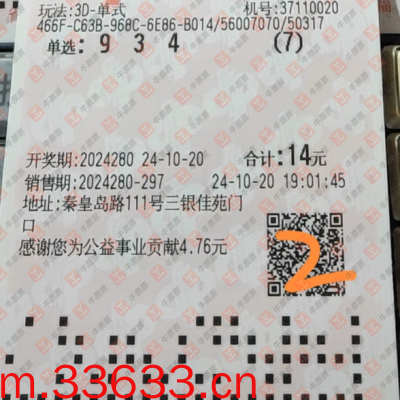 玩法:3D-单式 机号:37110020
466F-C63B-968C-6E86-B014/56007070/50317
单选: 9 3 4 (7)
开奖期:2024280 24-10-20 合计:14元
销售期:2024280-297 24-10-20 19:01:45
地址:秦皇岛路111号三银佳苑门
口
感谢您为公益事业贡献4.76元
2
m.33633.cn